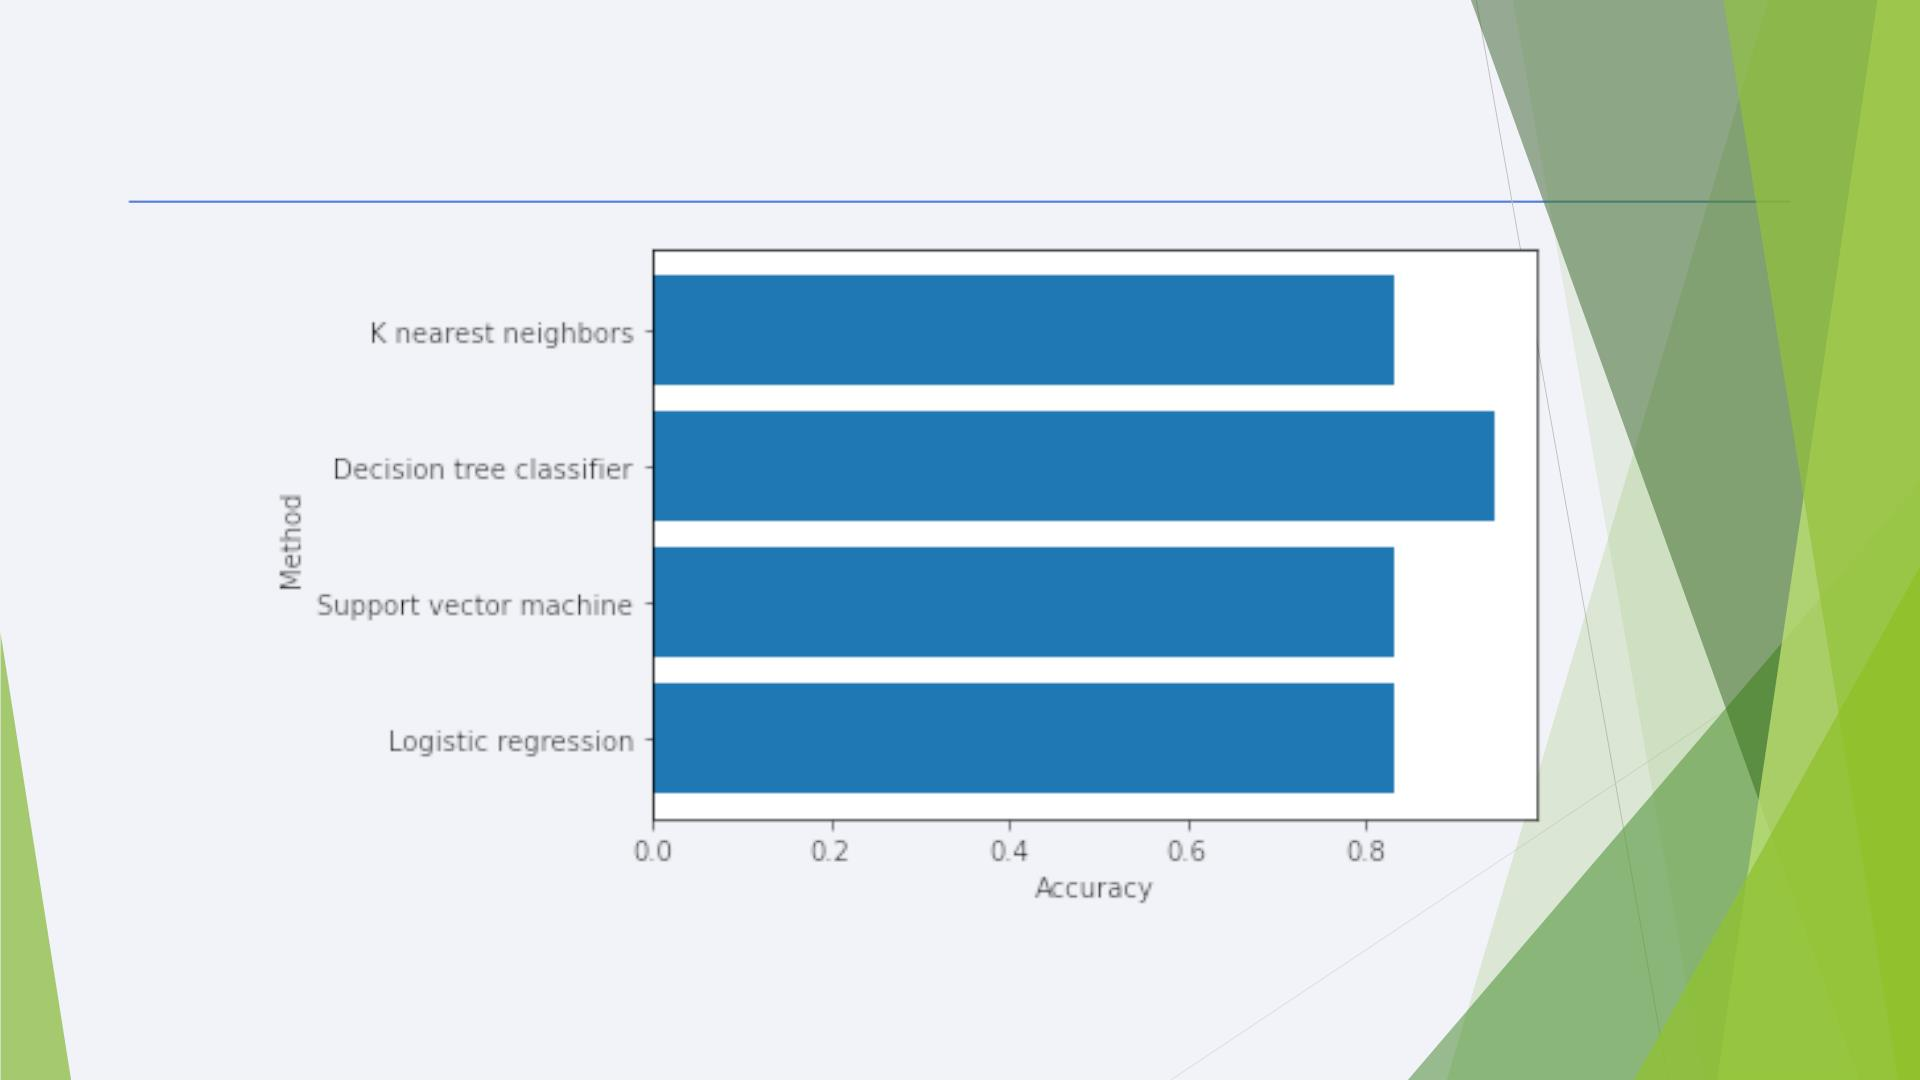 K nearest neighbors
Decision tree classifier
Method
Support vector machine
Logistic regression
0.0 0.2 0.4 0.6 0.8
Accuracy